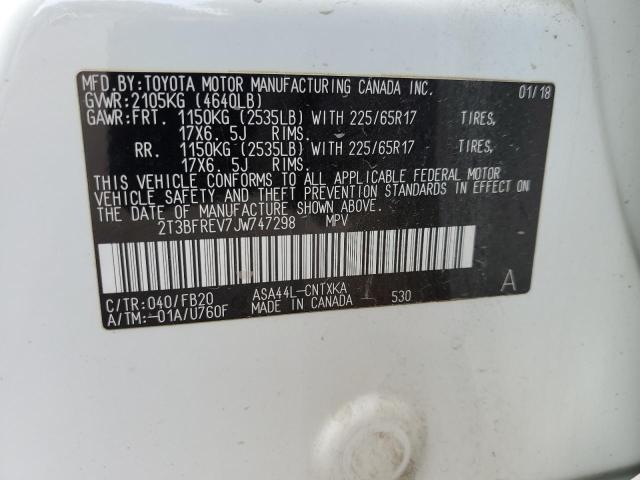 MFD.BY:TOYOTA MOTOR MANUFACTURING CANADA INC.
GVWR:2105KG (4640LB) 01/18
GAWR:FRT. 1150KG (2535LB) WITH 225/65R17 TIRES,
17X6.5J RIMS.
RR. 1150KG (2535LB) WITH 225/65R17 TIRES,
17X6.5J RIMS.
THIS VEHICLE CONFORMS TO ALL APPLICABLE FEDERAL MOTOR
VEHICLE SAFETY AND THEFT PREVENTION STANDARDS IN EFFECT ON
THE DATE OF MANUFACTURE SHOWN ABOVE.
2T3BFREV7JW747298 MPV
C/TR:040/FB20 ASA44L-CNTXKA A
A/TM:-01A/U760F MADE IN CANADA 530